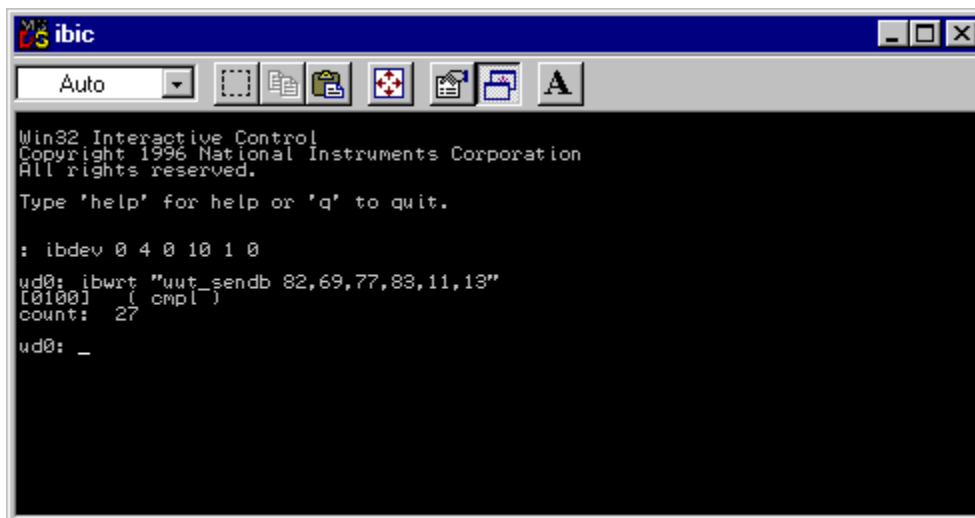 ibic
Auto
A
Win32 Interactive Control
Copyright 1996 National Instruments Corporation
All rights reserved.
Type 'help' for help or 'q' to quit.
: ibdev 0 4 0 10 1 0
ud0: ibwrt "uut_sendb 82,69,77,83,11,13"
[0100]   ( cmpl )
count:  27
ud0: _